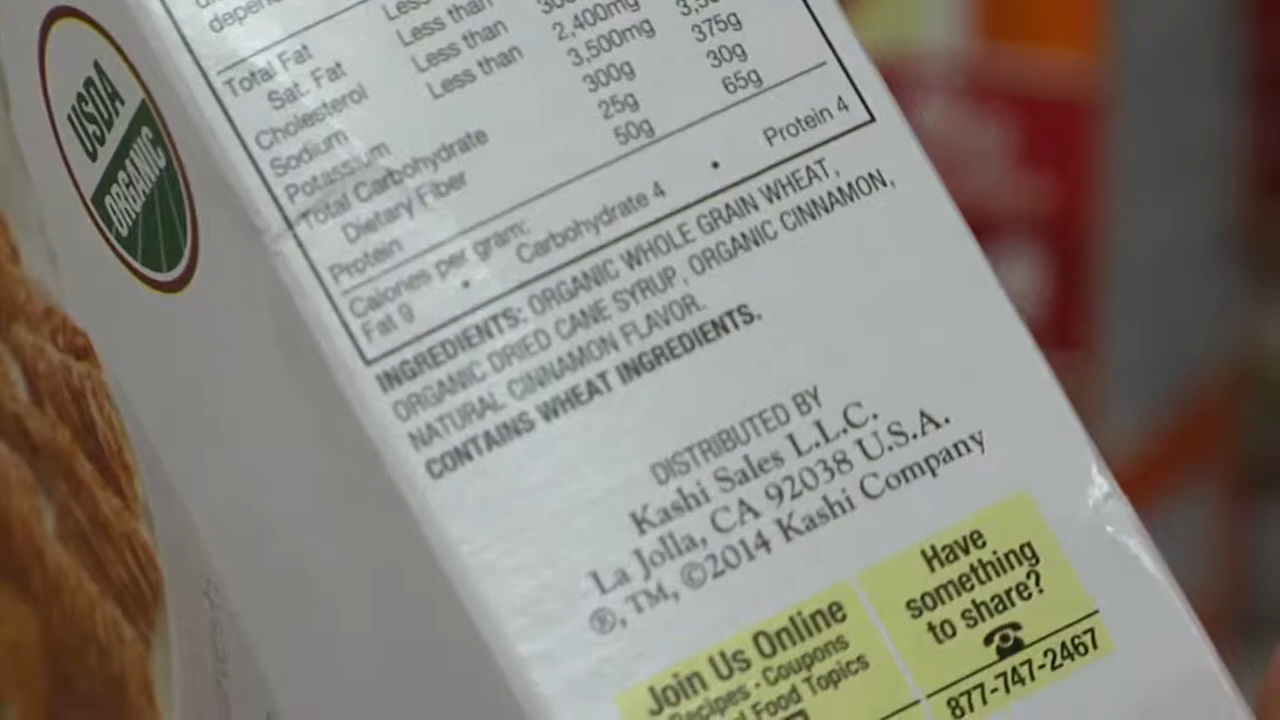 USDA
ORGANIC
Less than
Total Fat Less than
Sat. Fat Less than 2,400mg
Cholesterol Less than 3,500mg 375g
Sodium 300g 30g
Potassium 25g 65g
Total Carbohydrate 50g
Dietary Fiber
Protein
Calories per gram:
Fat 9 • Carbohydrate 4 • Protein 4
INGREDIENTS: ORGANIC WHOLE GRAIN WHEAT,
ORGANIC DRIED CANE SYRUP, ORGANIC CINNAMON,
NATURAL CINNAMON FLAVOR.
CONTAINS WHEAT INGREDIENTS.
DISTRIBUTED BY
Kashi Sales L.L.C.
La Jolla, CA 92038 U.S.A.
®, TM, ©2014 Kashi Company
Join Us Online
Recipes - Coupons
Food Topics
Have
something
to share?
877-747-2467